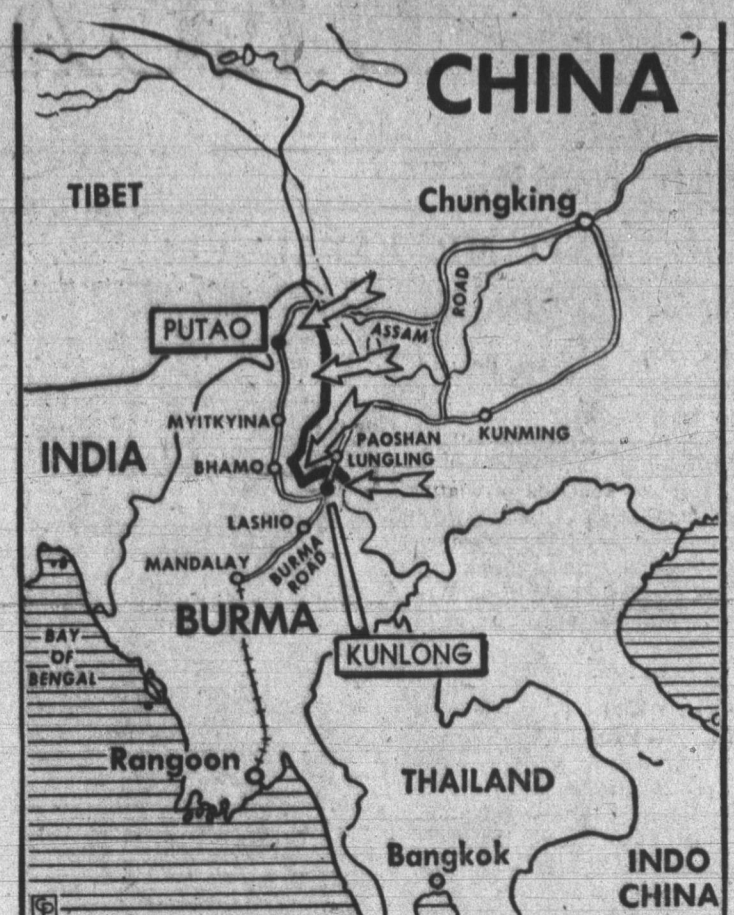 CHINA
TIBET
Chungking
ROAD
PUTAO
ASSAM
MYITKYINA
KUNMING
PAOSHAN
INDIA
BHAMO
LUNGLING
LASHIO
MANDALAY
BURMA
ROAD
BURMA
BAY
OF
BENGAL
KUNLONG
Rangoon
THAILAND
Bangkok
INDO
CHINA
CP